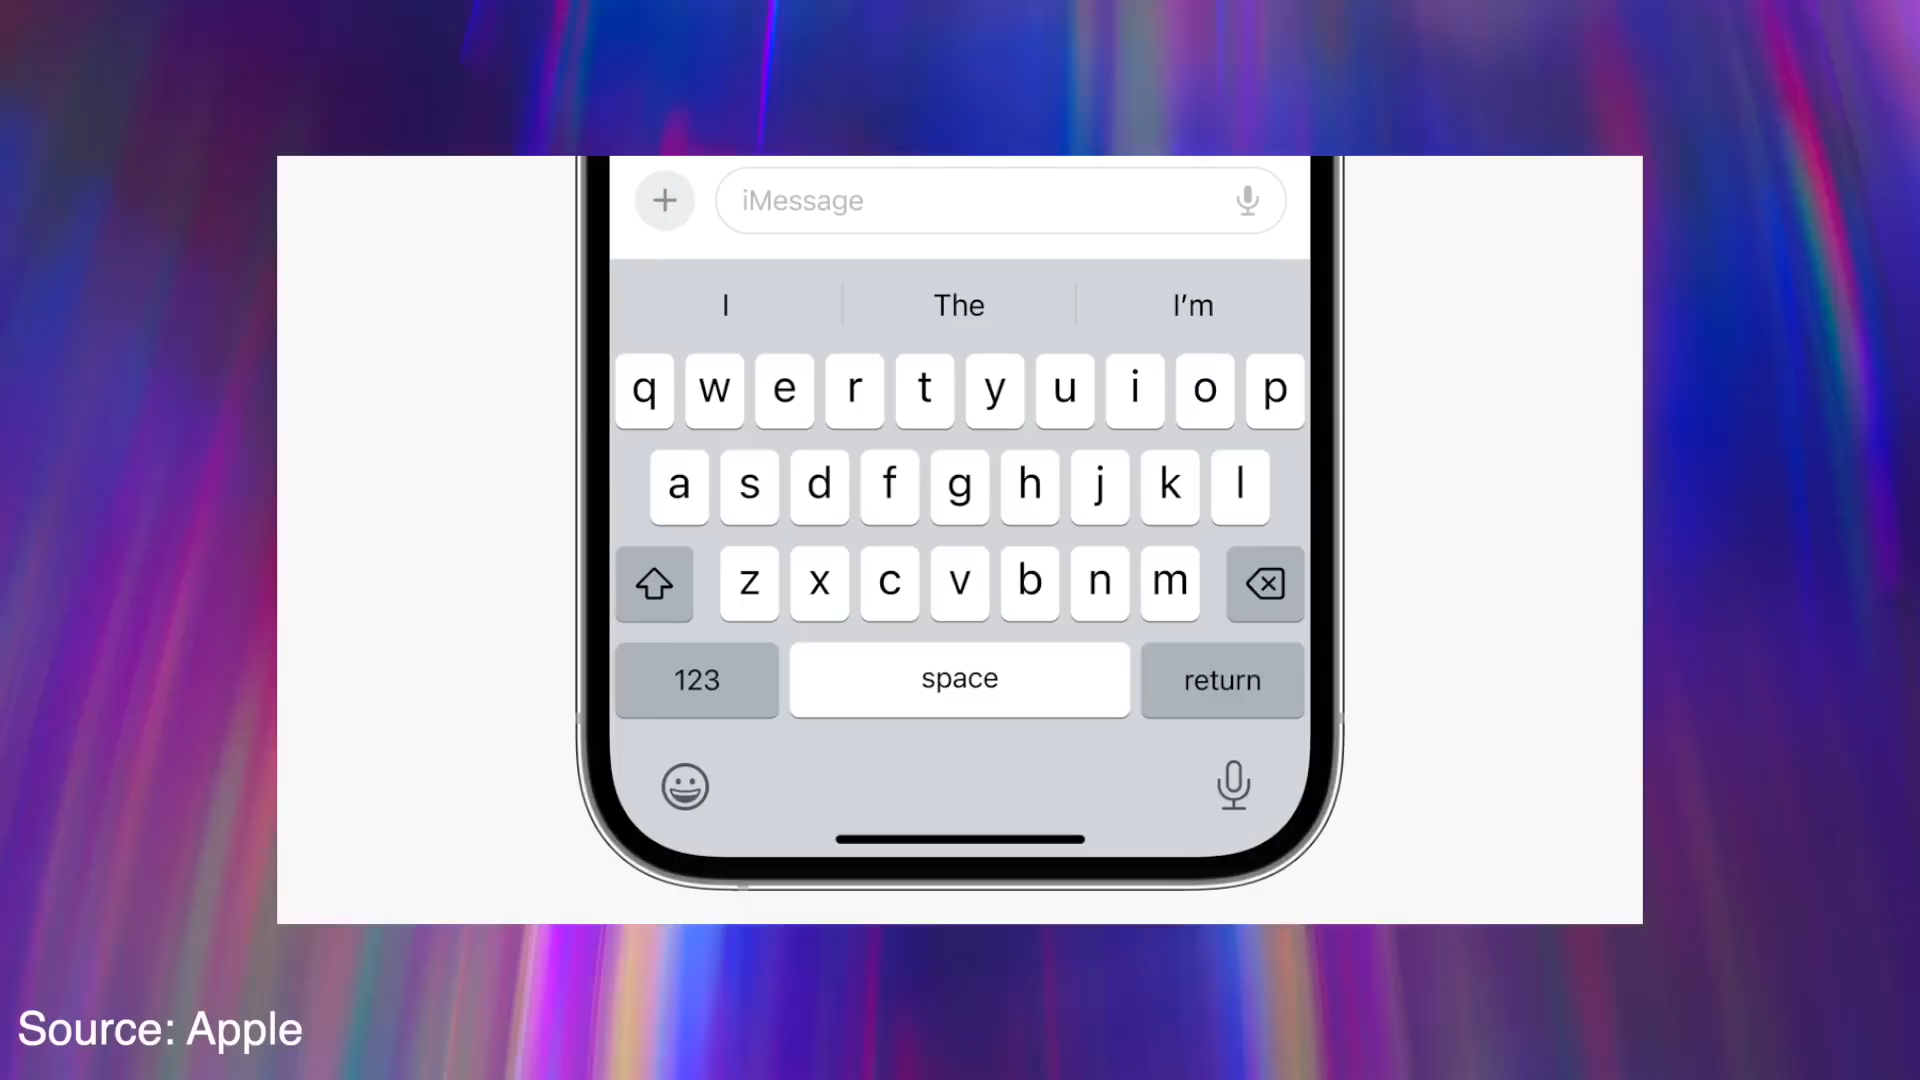 iMessage
I The I’m
q w e r t y u i o p
a s d f g h j k l
z x c v b n m
123 space return
Source: Apple